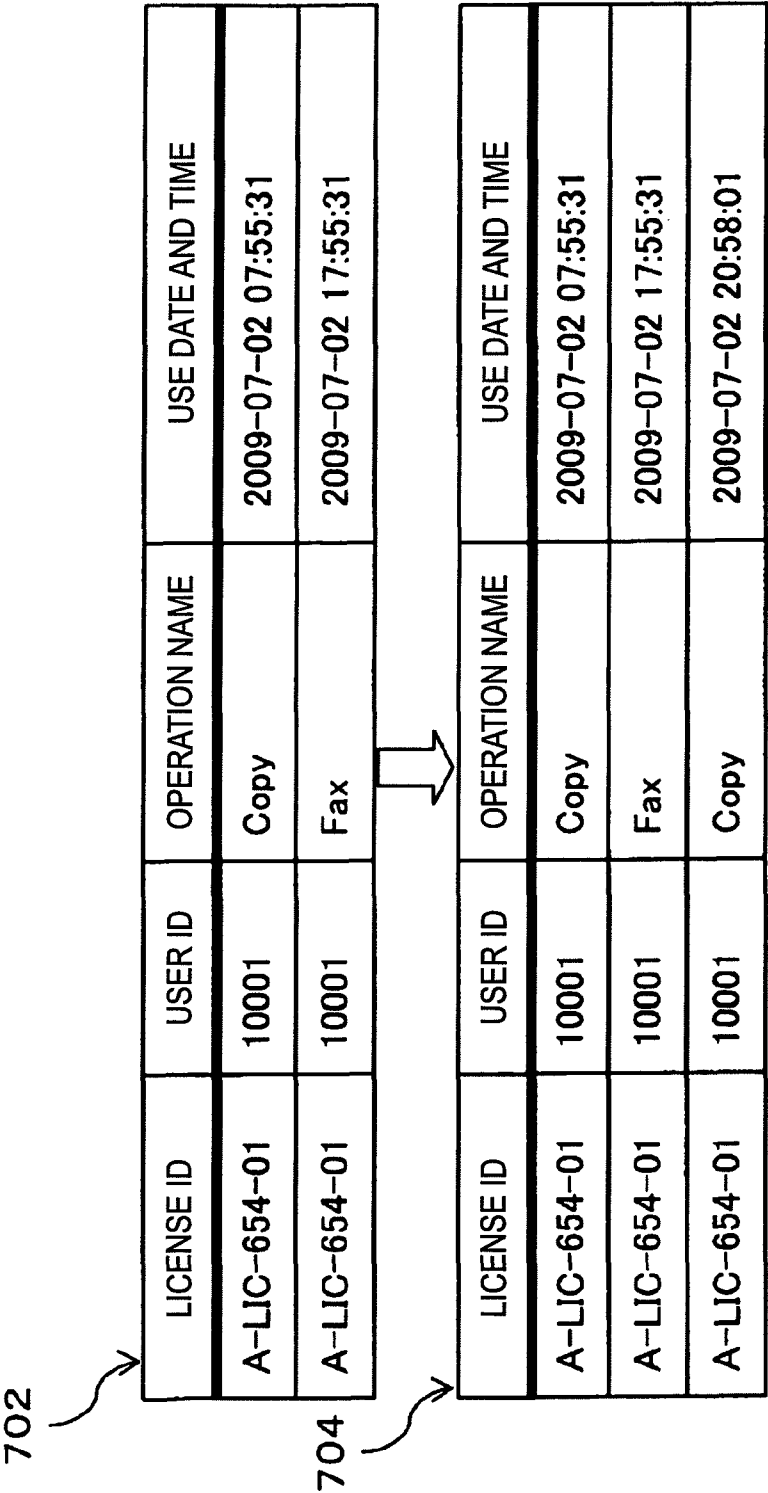 702
LICENSE ID USER ID OPERATION NAME USE DATE AND TIME
A-LIC-654-01 10001 Copy 2009-07-02 07:55:31
A-LIC-654-01 10001 Fax 2009-07-02 17:55:31
704
LICENSE ID USER ID OPERATION NAME USE DATE AND TIME
A-LIC-654-01 10001 Copy 2009-07-02 07:55:31
A-LIC-654-01 10001 Fax 2009-07-02 17:55:31
A-LIC-654-01 10001 Copy 2009-07-02 20:58:01